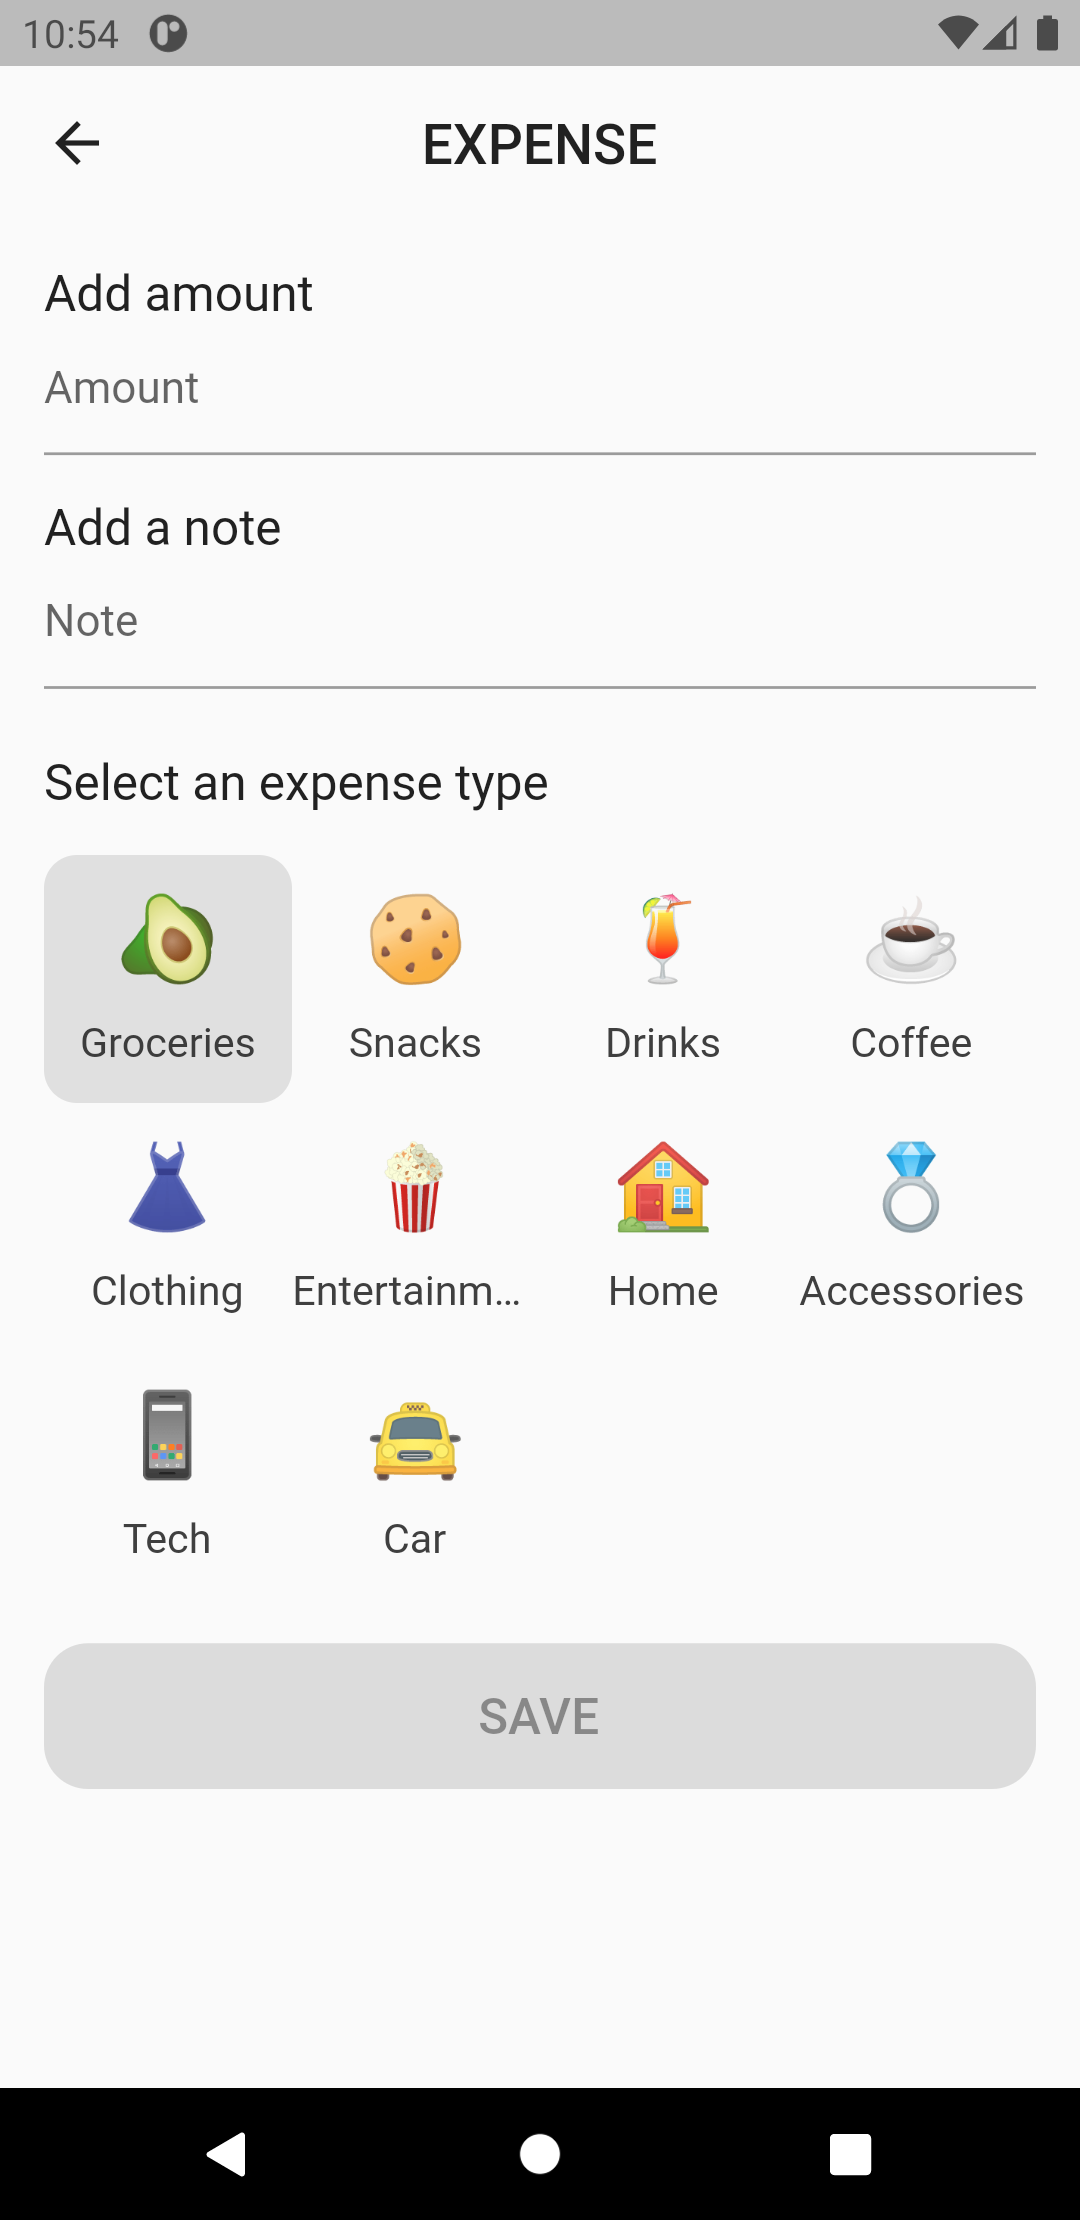 10:54
EXPENSE
Add amount
Amount
Add a note
Note
Select an expense type
Groceries Snacks Drinks Coffee
Clothing Entertainm... Home Accessories
Tech Car
SAVE